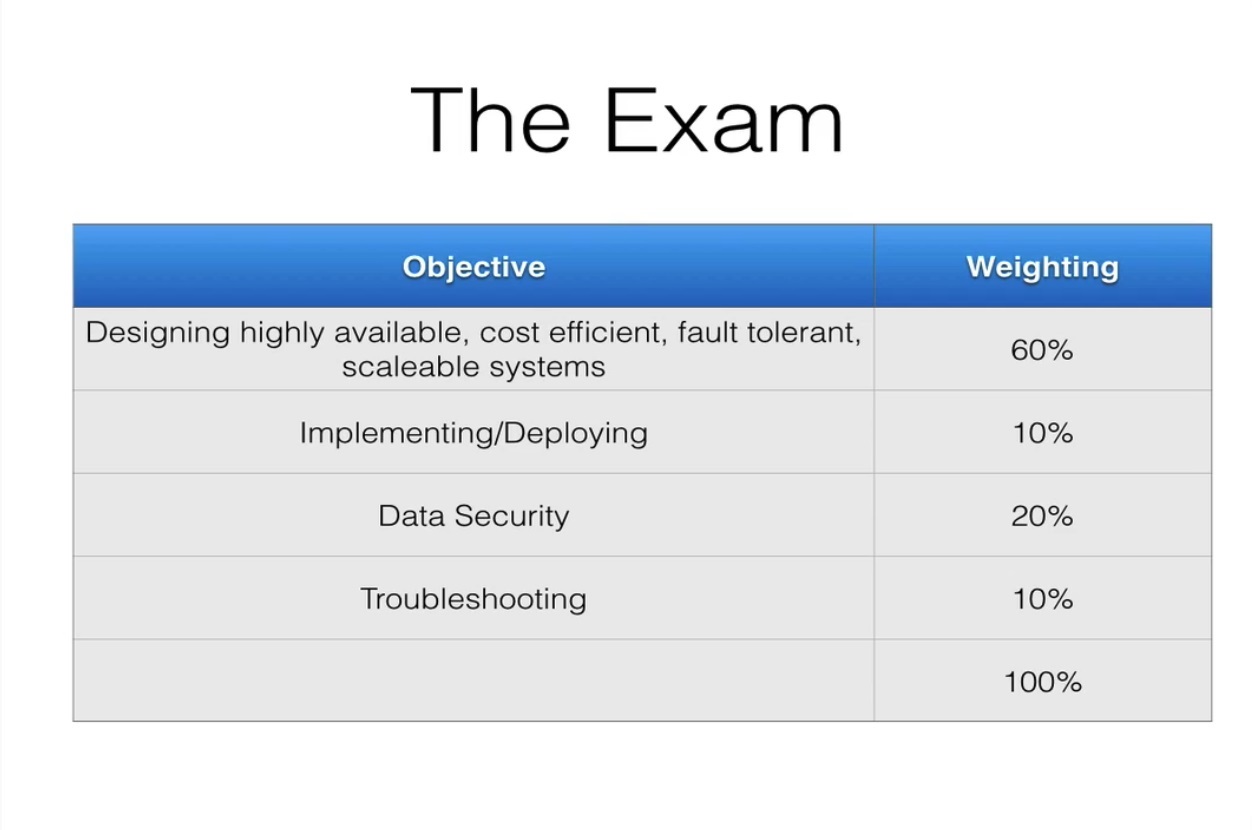 The Exam
Objective
Weighting
Designing highly available, cost efficient, fault tolerant,
scaleable systems
60%
Implementing/Deploying
10%
Data Security
20%
Troubleshooting
10%
100%